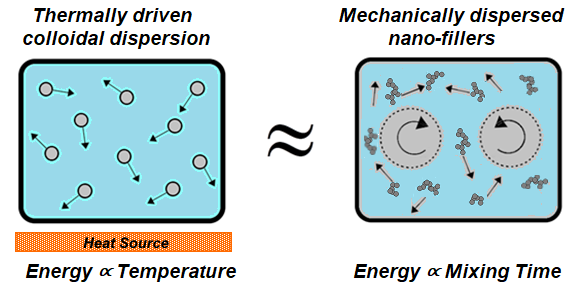 Thermally driven
colloidal dispersion
Mechanically dispersed
nano-fillers
≈
Heat Source
Energy ∝ Temperature
Energy ∝ Mixing Time